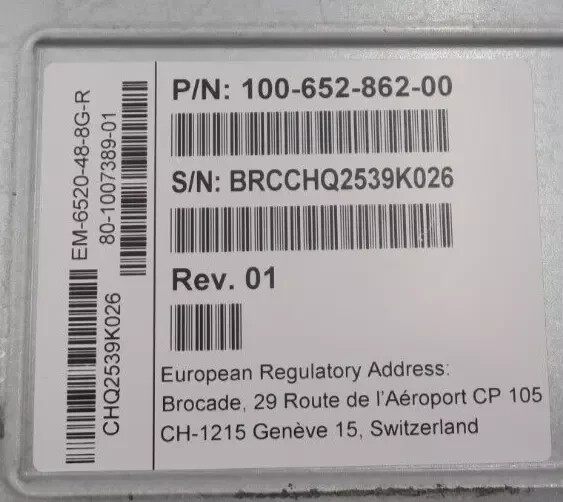 P/N: 100-652-862-00
S/N: BRCCHQ2539K026
Rev. 01
European Regulatory Address:
Brocade, 29 Route de l'Aéroport CP 105
CH-1215 Genève 15, Switzerland
EM-6520-48-8G-R
80-1007389-01
CHQ2539K026